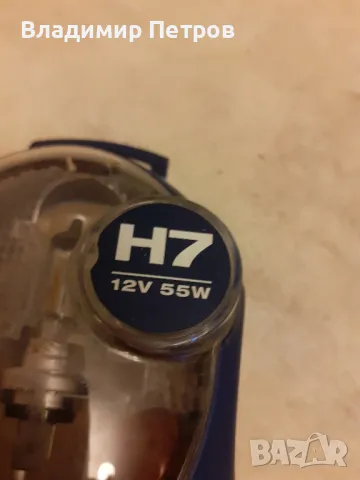 Владимир Петров
H7
12V 55W
BAZAR